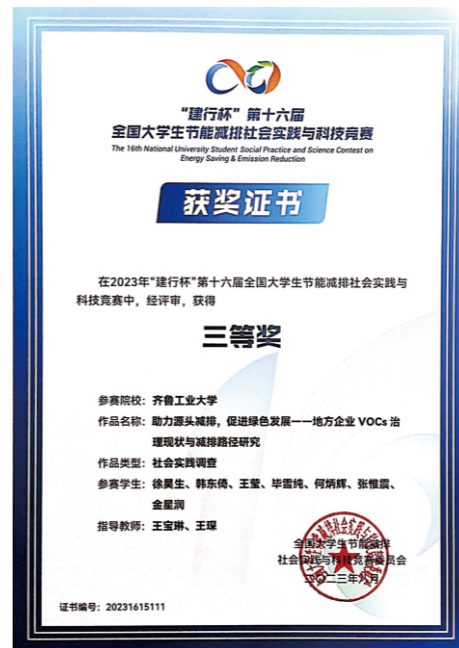 “建行杯”第十六届
全国大学生节能减排社会实践与科技竞赛
The 16th National University Student Social Practice and Science Contest on
Energy Saving & Emission Reduction
获奖证书
在2023年“建行杯”第十六届全国大学生节能减排社会实践与
科技竞赛中，经评审，获得
三等奖
参赛院校：齐鲁工业大学
作品名称：助力源头减排，促进绿色发展——地方企业 VOCs 治
理现状与减排路径研究
作品类型：社会实践调查
参赛学生：徐昊生、韩东倚、王莹、毕雪纯、何炳辉、张惟震、
金星润
指导教师：王宝琳、王琛
全国大学生节能减排
社会实践与科技竞赛委员会
二〇二三年 月
证书编号：20231615111